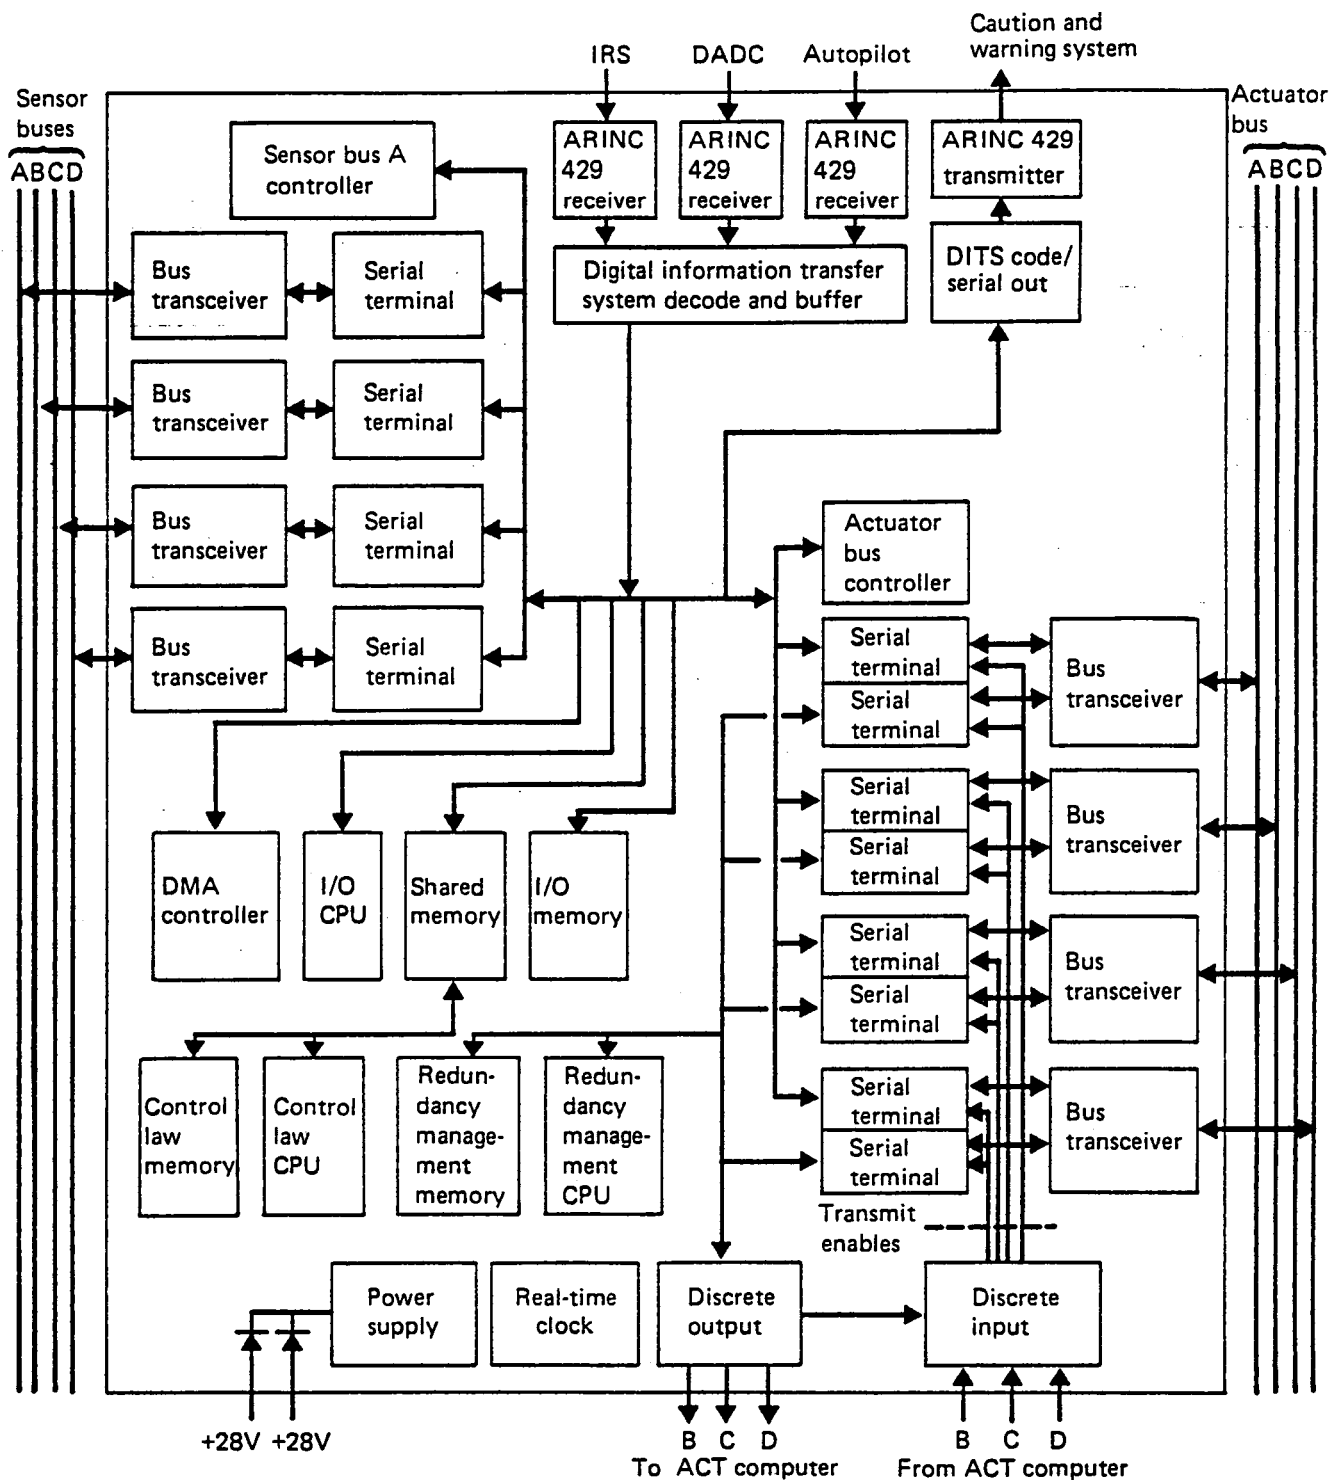 Caution and
warning system
IRS
DADC
Autopilot
Sensor
buses
ABCD
Actuator
bus
ABCD
Sensor bus A
controller
ARINC
429
receiver
ARINC
429
receiver
ARINC
429
receiver
ARINC 429
transmitter
Digital information transfer
system decode and buffer
DITS code/
serial out
Bus
transceiver
Serial
terminal
Bus
transceiver
Serial
terminal
Bus
transceiver
Serial
terminal
Bus
transceiver
Serial
terminal
Actuator
bus
controller
Serial
terminal
Serial
terminal
Bus
transceiver
Serial
terminal
Serial
terminal
Bus
transceiver
Serial
terminal
Serial
terminal
Bus
transceiver
Serial
terminal
Serial
terminal
Bus
transceiver
DMA
controller
I/O
CPU
Shared
memory
I/O
memory
Control
law
memory
Control
law
CPU
Redun-
dancy
manage-
ment
memory
Redun-
dancy
manage-
ment
CPU
Transmit
enables
Power
supply
Real-time
clock
Discrete
output
Discrete
input
+28V +28V
B C D
To ACT computer
B C D
From ACT computer